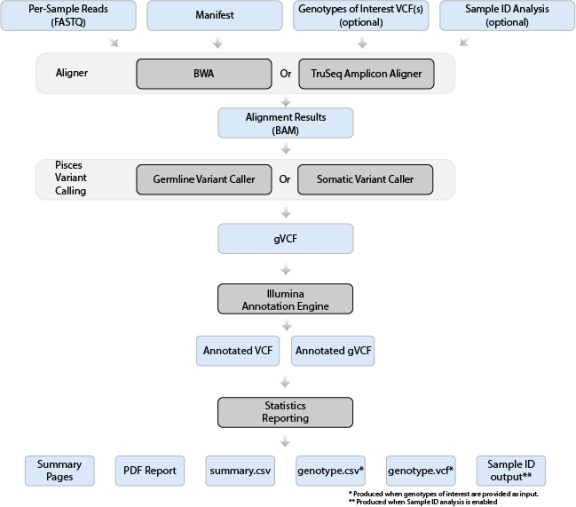 Per-Sample Reads
(FASTQ)
Manifest
Genotypes of Interest VCF(s)
(optional)
Sample ID Analysis
(optional)
Aligner
BWA
Or
TruSeq Amplicon Aligner
Alignment Results
(BAM)
Pisces
Variant
Calling
Germline Variant Caller
Or
Somatic Variant Caller
gVCF
Illumina
Annotation Engine
Annotated VCF
Annotated gVCF
Statistics
Reporting
Summary
Pages
PDF Report
summary.csv
genotype.csv*
genotype.vcf*
Sample ID
output**
* Produced when genotypes of interest are provided as input.
** Produced when Sample ID analysis is enabled